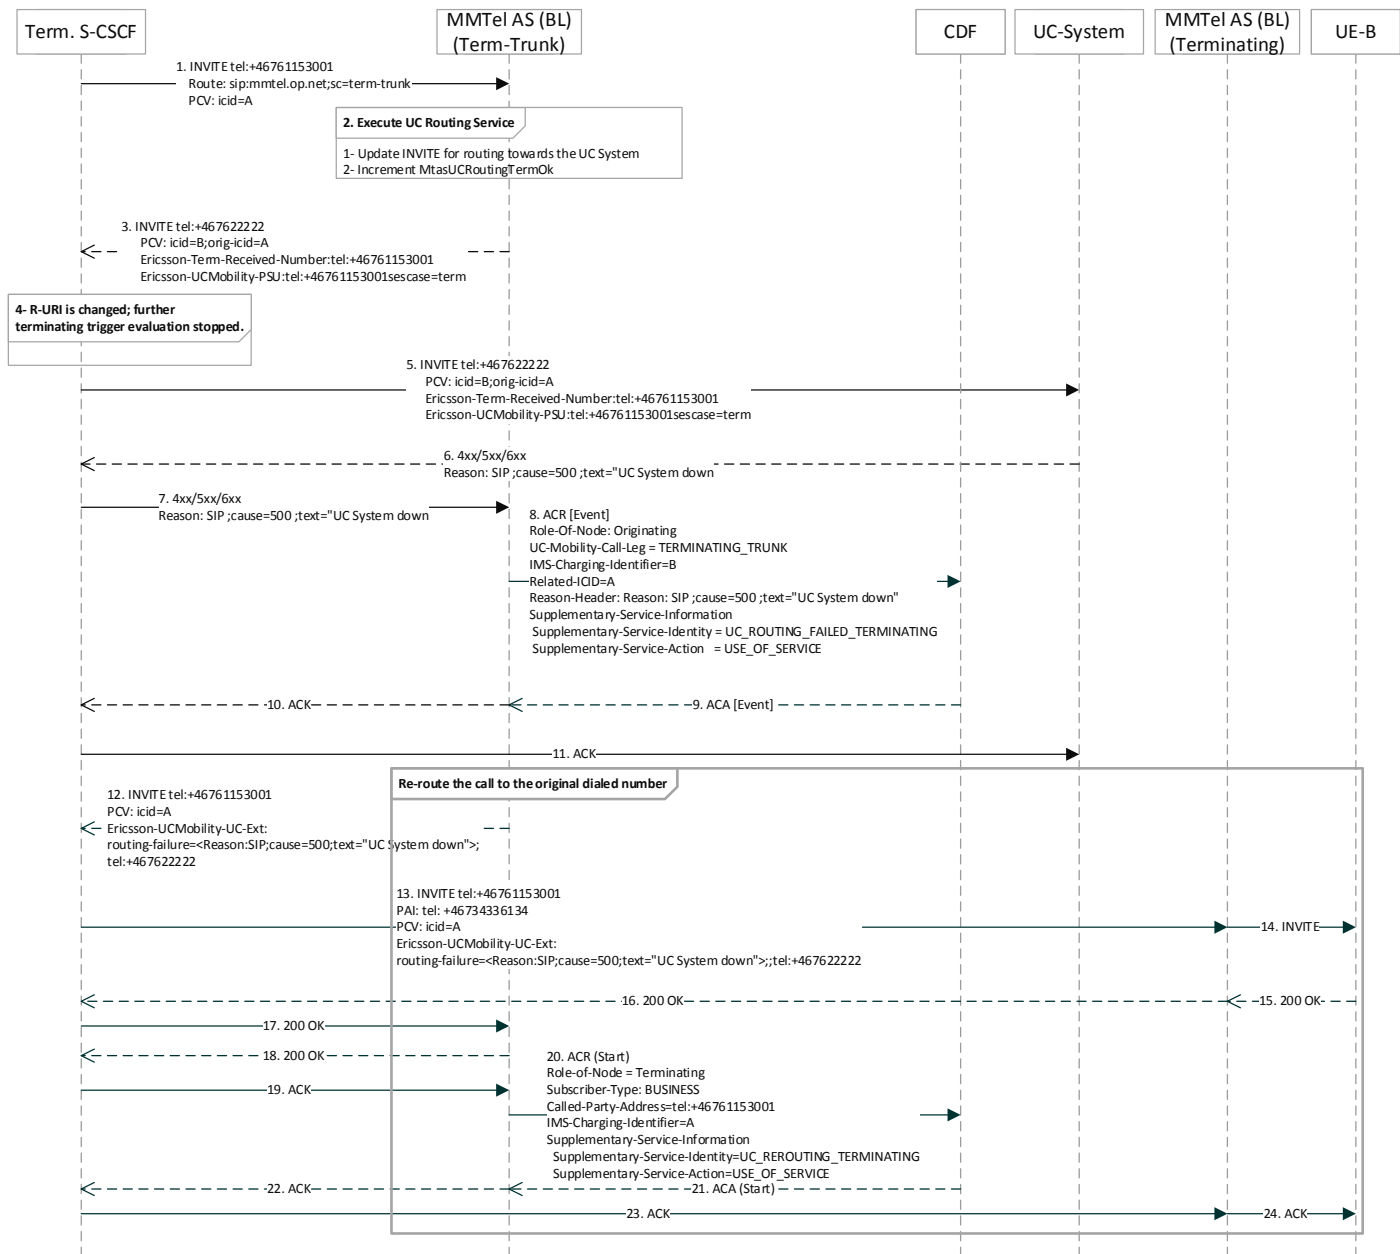 Term. S-CSCF
MMTel AS (BL)
(Term-Trunk)
CDF
UC-System
MMTel AS (BL)
(Terminating)
UE-B
1. INVITE tel:+46761153001
Route: sip:mmtel.op.net;sc=term-trunk
PCV: icid=A
2. Execute UC Routing Service
1- Update INVITE for routing towards the UC System
2- Increment MtasUCRoutingTermOk
3. INVITE tel:+467622222
PCV: icid=B;orig-icid=A
Ericsson-Term-Received-Number:tel:+46761153001
Ericsson-UCMobility-PSU:tel:+46761153001sescase=term
4- R-URI is changed; further
terminating trigger evaluation stopped.
5. INVITE tel:+467622222
PCV: icid=B;orig-icid=A
Ericsson-Term-Received-Number:tel:+46761153001
Ericsson-UCMobility-PSU:tel:+46761153001sescase=term
6. 4xx/5xx/6xx
Reason: SIP ;cause=500 ;text="UC System down
7. 4xx/5xx/6xx
Reason: SIP ;cause=500 ;text="UC System down
8. ACR [Event]
Role-Of-Node: Originating
UC-Mobility-Call-Leg = TERMINATING_TRUNK
IMS-Charging-Identifier=B
Related-ICID=A
Reason-Header: Reason: SIP ;cause=500 ;text="UC System down"
Supplementary-Service-Information
Supplementary-Service-Identity = UC_ROUTING_FAILED_TERMINATING
Supplementary-Service-Action = USE_OF_SERVICE
10. ACK
9. ACA [Event]
11. ACK
Re-route the call to the original dialed number
12. INVITE tel:+46761153001
PCV: icid=A
Ericsson-UCMobility-UC-Ext:
routing-failure=<Reason:SIP;cause=500;text="UC System down">;
tel:+467622222
13. INVITE tel:+46761153001
PAI: tel: +46734336134
PCV: icid=A
Ericsson-UCMobility-UC-Ext:
routing-failure=<Reason:SIP;cause=500;text="UC System down">;;tel:+467622222
14. INVITE
16. 200 OK
15. 200 OK
17. 200 OK
18. 200 OK
19. ACK
20. ACR (Start)
Role-of-Node = Terminating
Subscriber-Type: BUSINESS
Called-Party-Address=tel:+46761153001
IMS-Charging-Identifier=A
Supplementary-Service-Information
Supplementary-Service-Identity=UC_REROUTING_TERMINATING
Supplementary-Service-Action=USE_OF_SERVICE
22. ACK
21. ACA (Start)
23. ACK
24. ACK